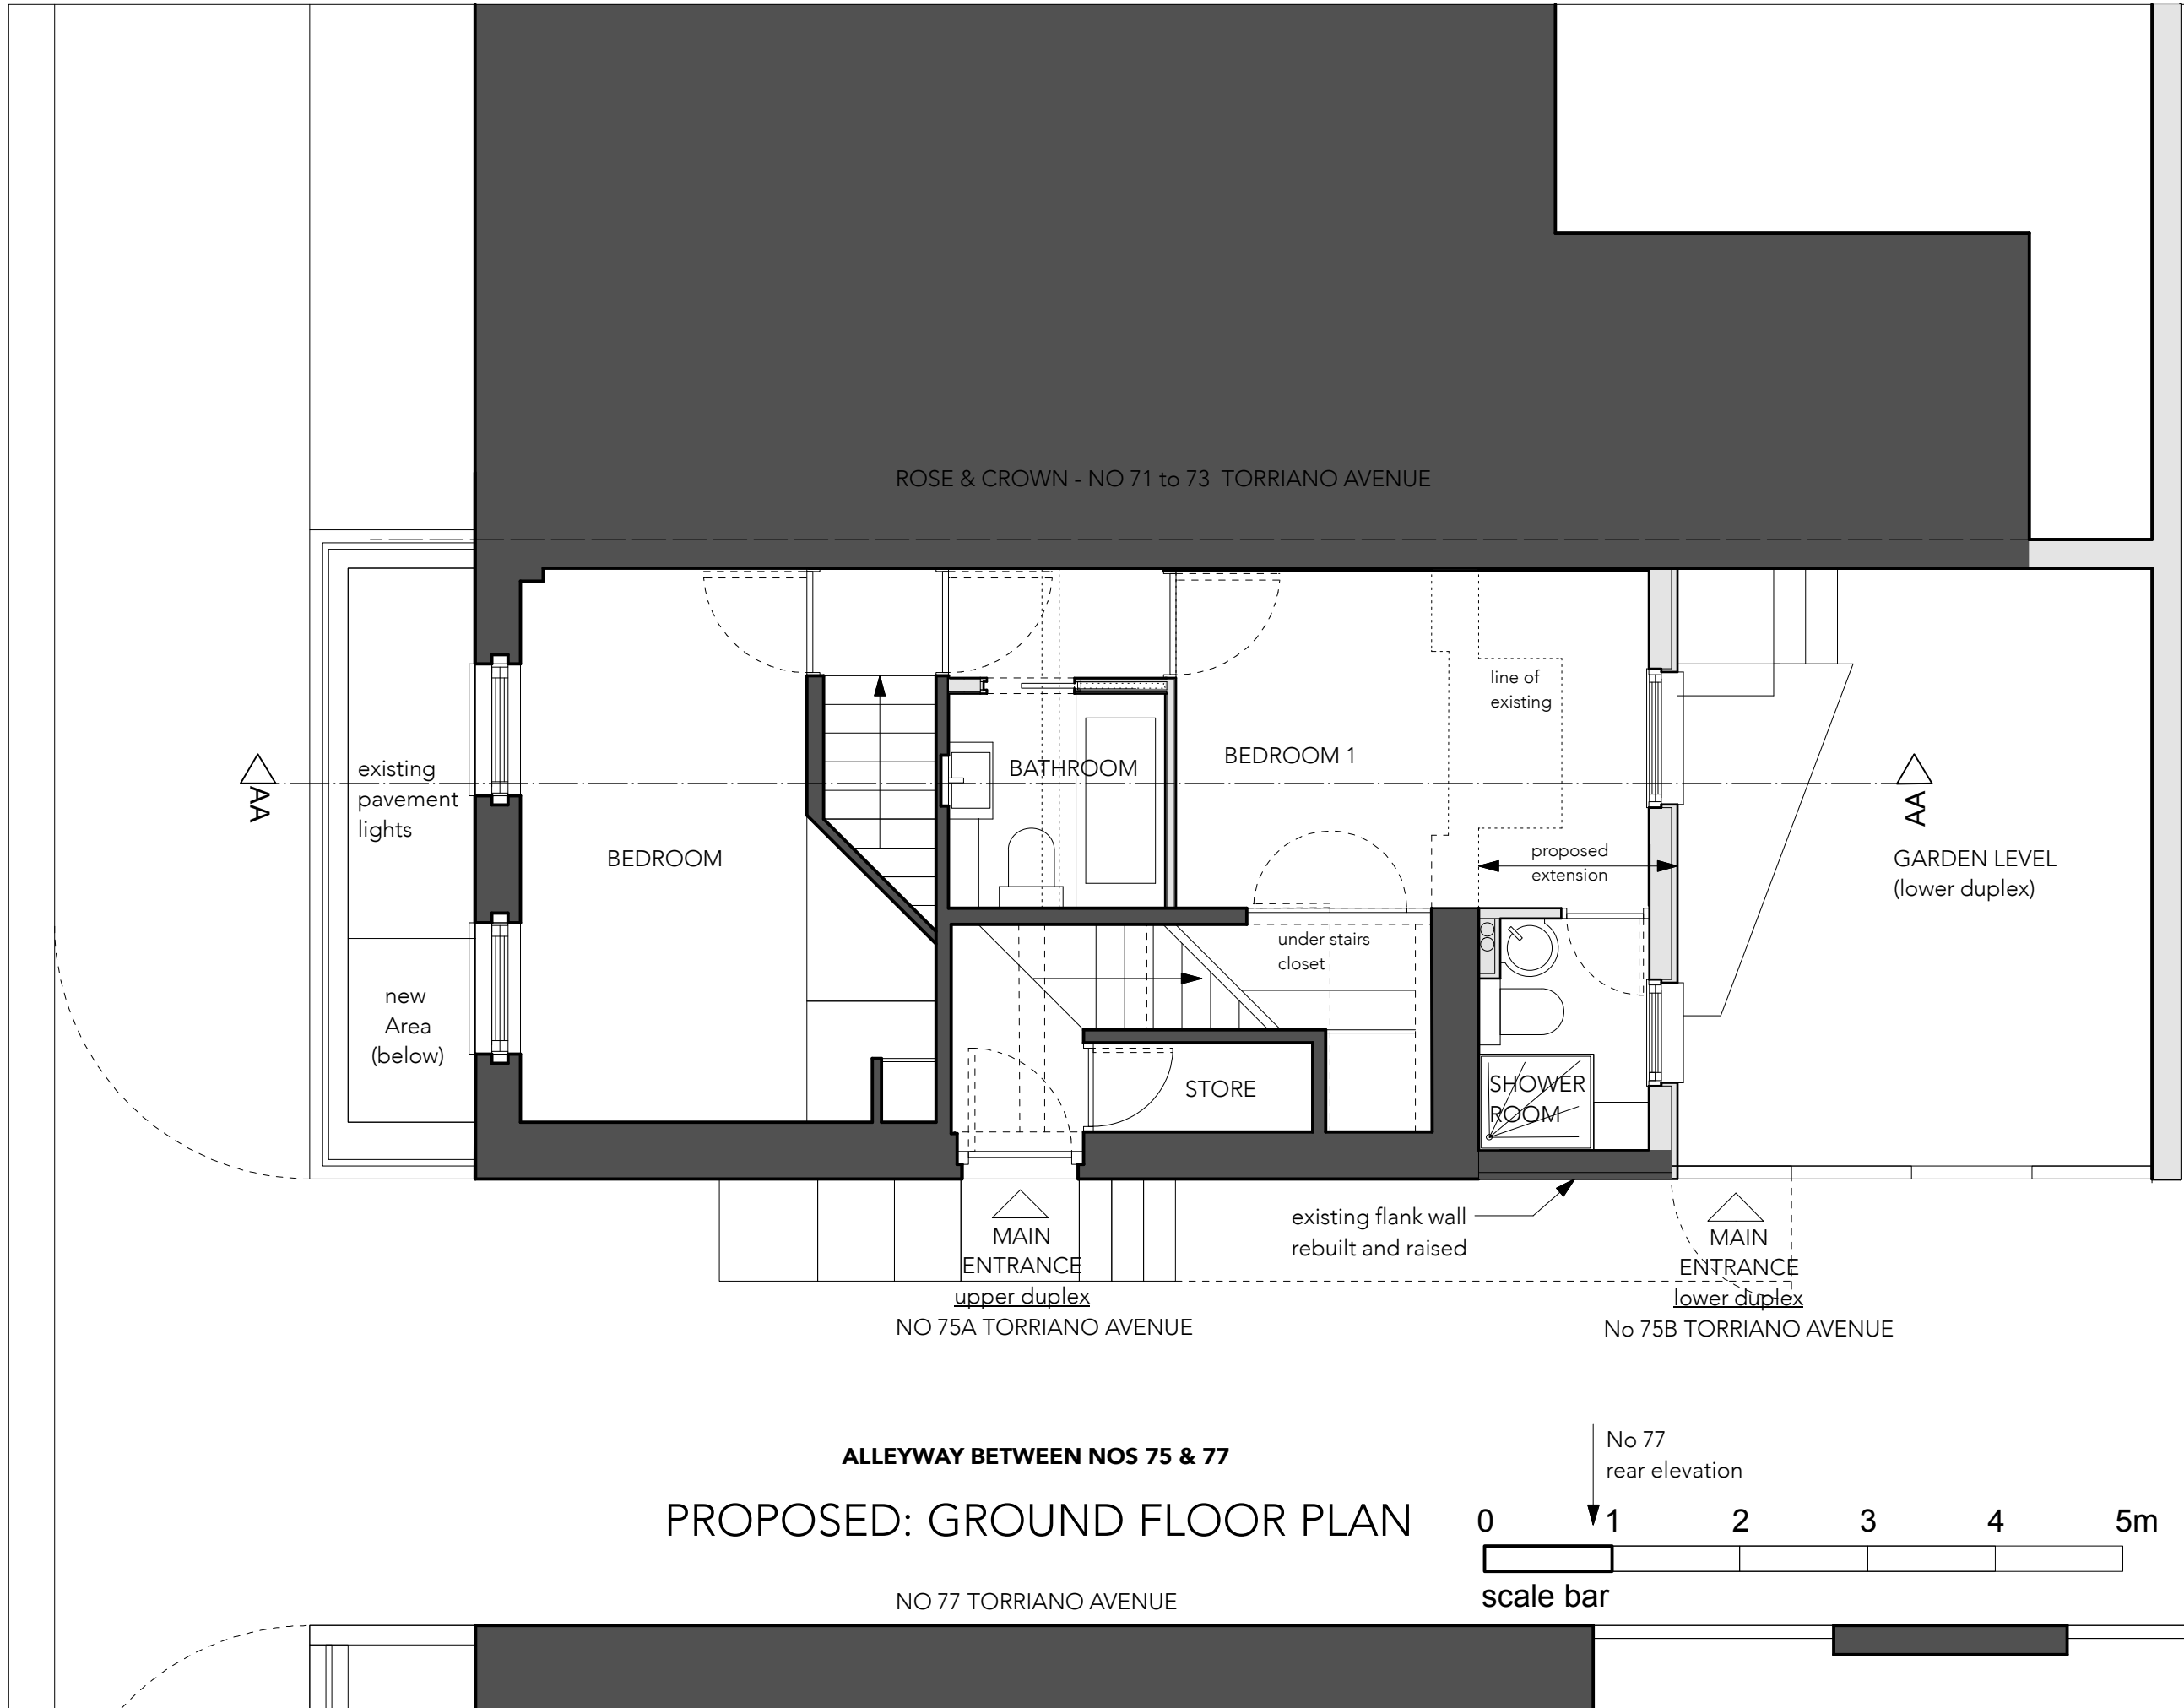 ROSE & CROWN - NO 71 to 73 TORRIANO AVENUE
line of
existing
BEDROOM 1
BATHROOM
existing
pavement
lights
AA
AA
BEDROOM
proposed
extension
GARDEN LEVEL
(lower duplex)
under stairs
closet
new
Area
(below)
STORE
SHOWER
ROOM
existing flank wall
rebuilt and raised
MAIN
ENTRANCE
upper duplex
NO 75A TORRIANO AVENUE
MAIN
ENTRANCE
lower duplex
No 75B TORRIANO AVENUE
ALLEYWAY BETWEEN NOS 75 & 77
No 77
rear elevation
PROPOSED: GROUND FLOOR PLAN
0 1 2 3 4 5m
scale bar
NO 77 TORRIANO AVENUE